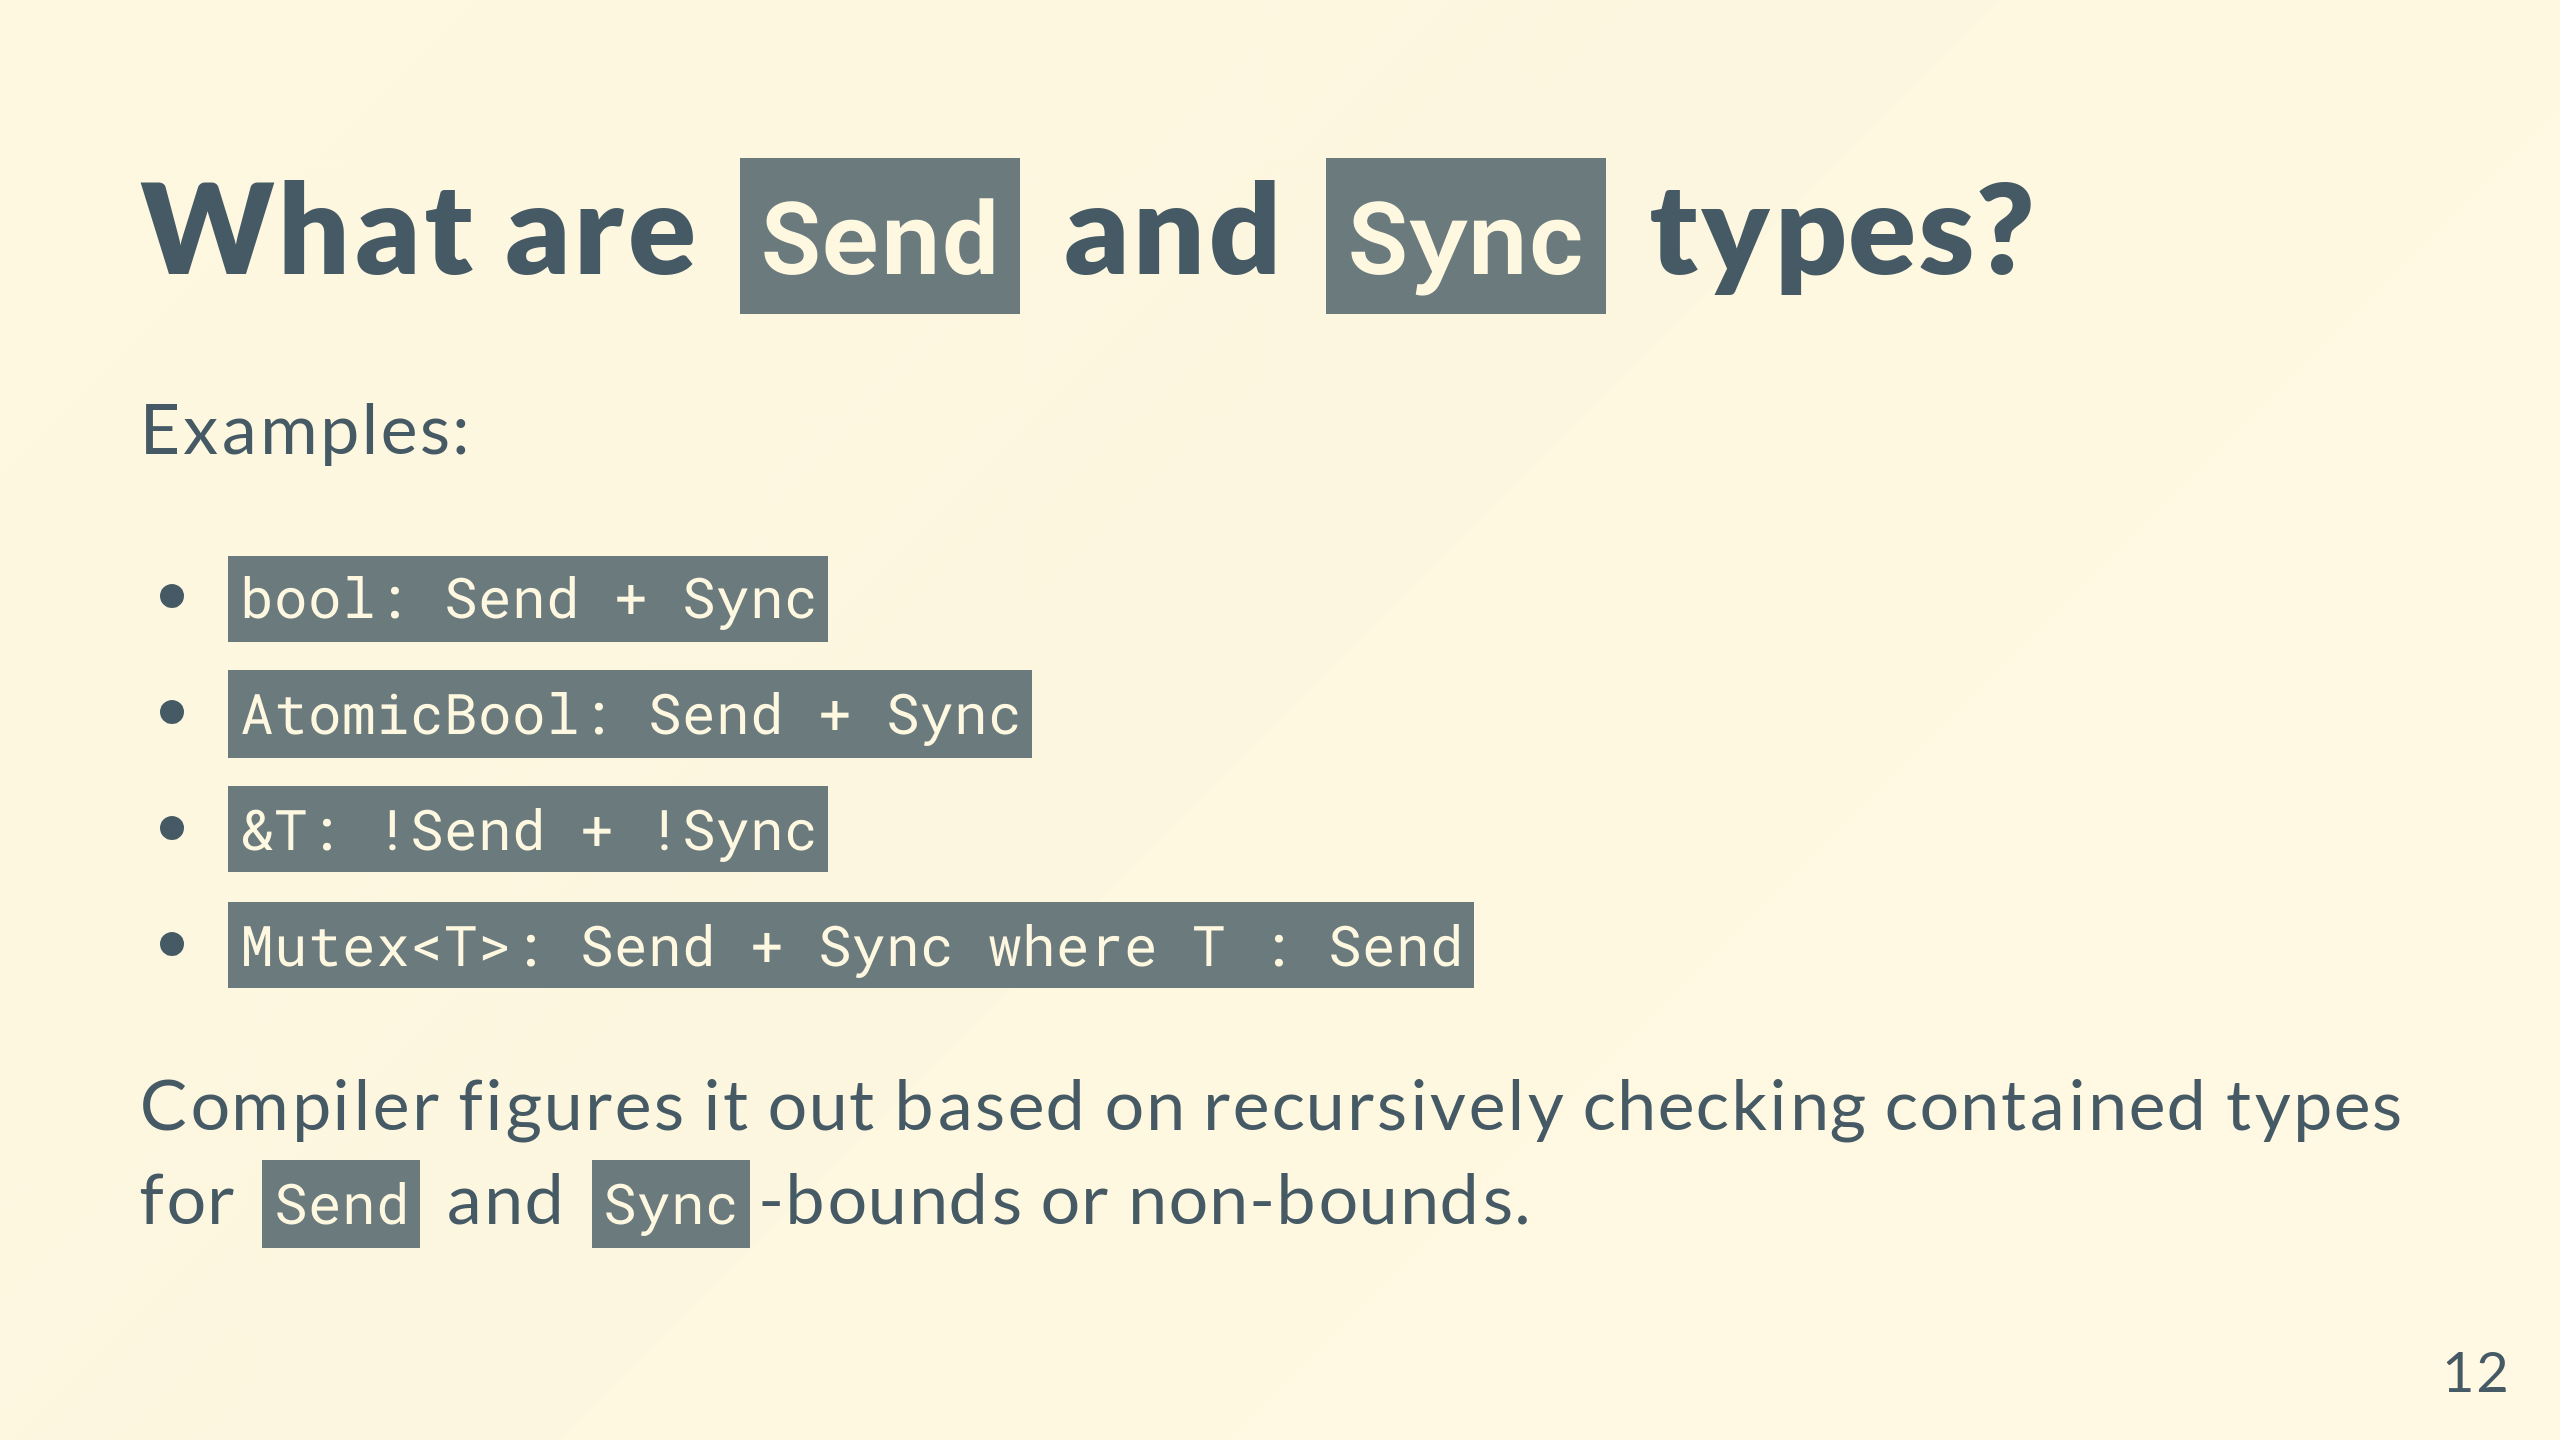 What are Send and Sync types?
Examples:
• bool: Send + Sync
• AtomicBool: Send + Sync
• &T: !Send + !Sync
• Mutex<T>: Send + Sync where T : Send
Compiler figures it out based on recursively checking contained types
for Send and Sync -bounds or non-bounds.
12